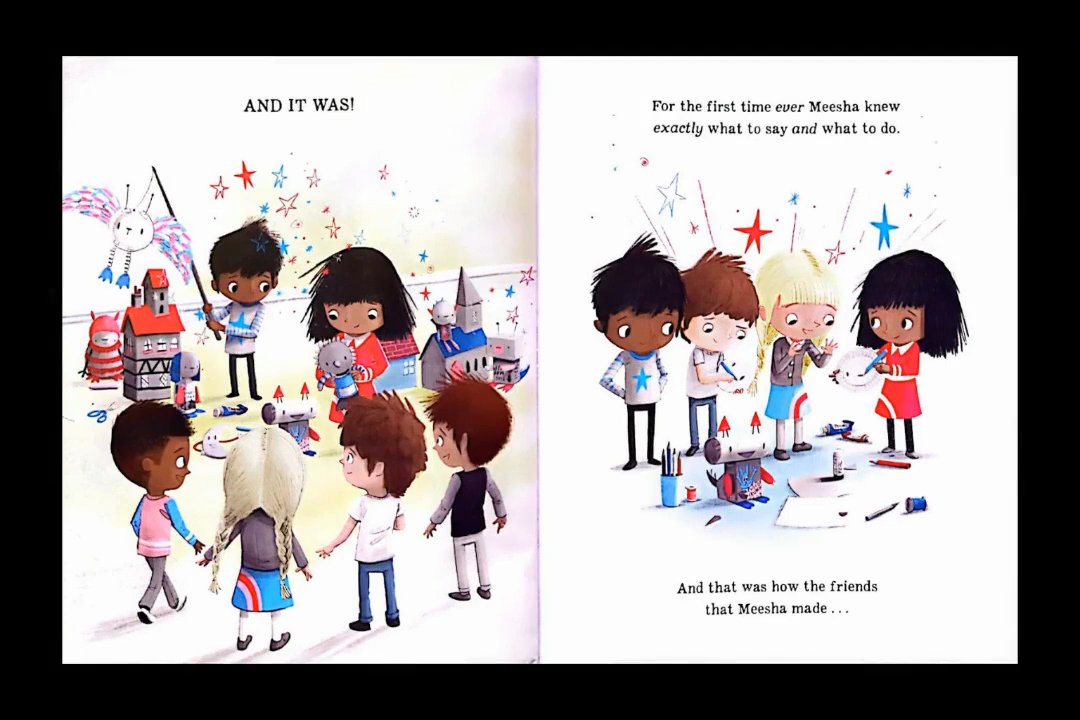 AND IT WAS!
For the first time ever Meesha knew
exactly what to say and what to do.
And that was how the friends
that Meesha made . . .